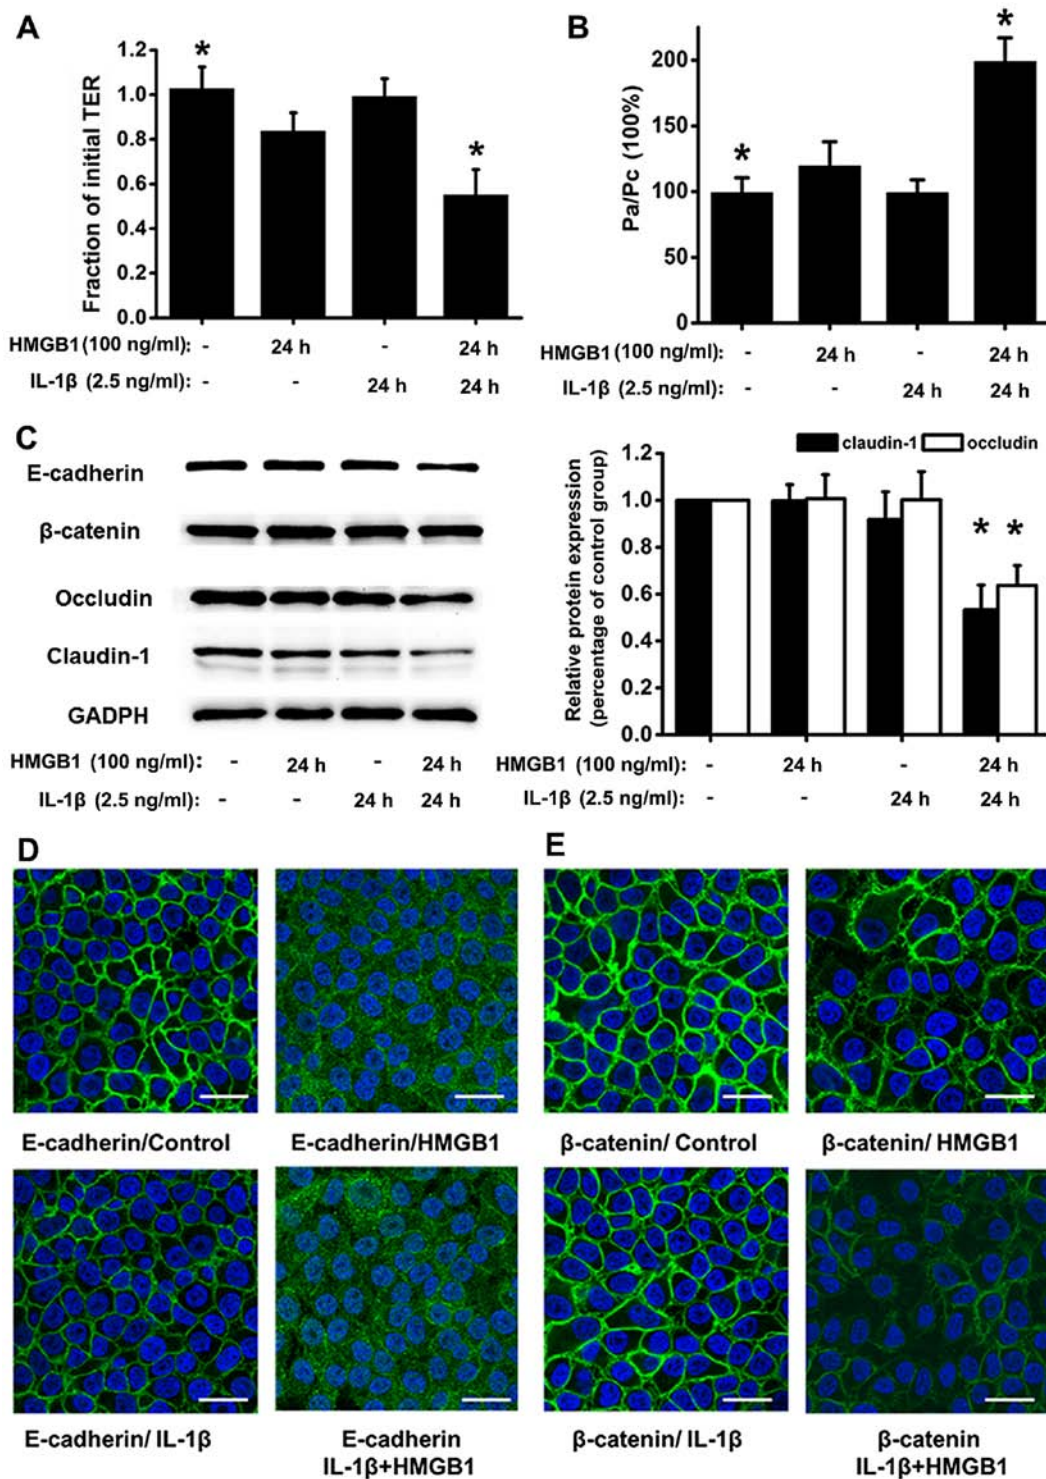 A
*
*
Fraction of initial TER
1.2
1.0
0.8
0.6
0.4
0.2
0.0
HMGB1(100 ng/ml): - 24 h - 24 h
IL-1β (2.5 ng/ml): - - 24 h 24 h
B
*
*
Pa/Pc (100%)
200
150
100
50
0
HMGB1(100 ng/ml): - 24 h - 24 h
IL-1β (2.5 ng/ml): - - 24 h 24 h
C
E-cadherin
β-catenin
Occludin
Claudin-1
GADPH
HMGB1 (100 ng/ml): - 24 h - 24 h
IL-1β (2.5 ng/ml): - - 24 h 24 h
claudin-1 occludin
Relative protein expression
(percentage of control group)
1.2
1.0
0.8
0.6
0.4
0.2
0.0
* *
HMGB1 (100 ng/ml): - 24 h - 24 h
IL-1β (2.5 ng/ml): - - 24 h 24 h
D
E-cadherin/Control E-cadherin/HMGB1
E-cadherin/ IL-1β E-cadherin
IL-1β+HMGB1
E
β-catenin/ Control β-catenin/ HMGB1
β-catenin/ IL-1β β-catenin
IL-1β+HMGB1